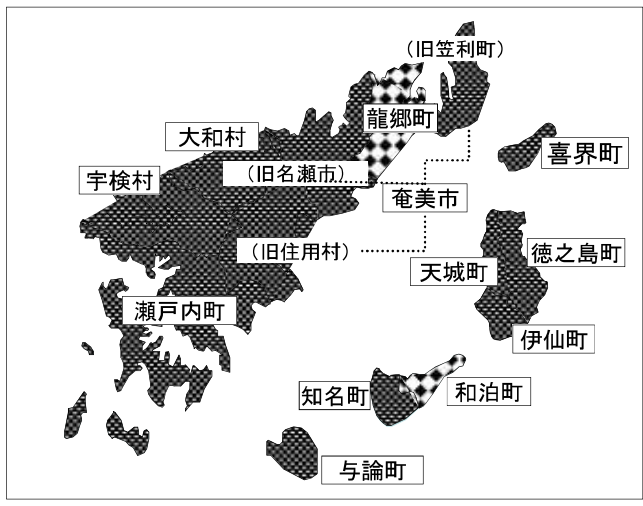 (旧笠利町)
龍郷町
大和村
喜界町
(旧名瀬市)
宇検村
奄美市
(旧住用村)
徳之島町
天城町
瀬戸内町
伊仙町
知名町
和泊町
与論町